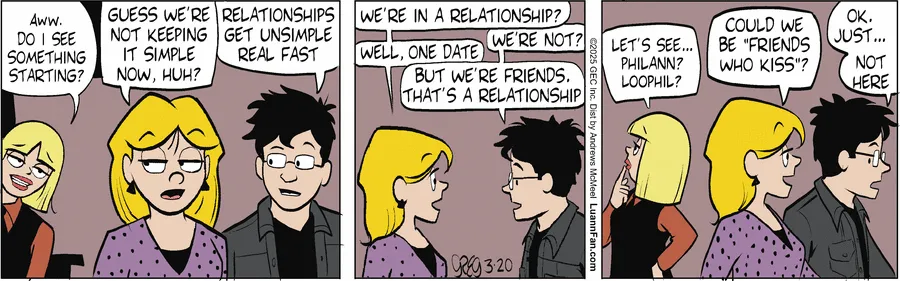 AWW.
DO I SEE
SOMETHING
STARTING?
GUESS WE'RE
NOT KEEPING
IT SIMPLE
NOW, HUH?
RELATIONSHIPS
GET UNSIMPLE
REAL FAST
WE'RE IN A RELATIONSHIP?
WELL, ONE DATE
WE'RE NOT?
BUT WE'RE FRIENDS.
THAT'S A RELATIONSHIP
GREG 3-20
©2025 GEC Inc. Dist by Andrews McMeel LuannFan.com
LET'S SEE...
PHILANN?
LOOPHIL?
COULD WE
BE "FRIENDS
WHO KISS"?
OK.
JUST...
NOT
HERE